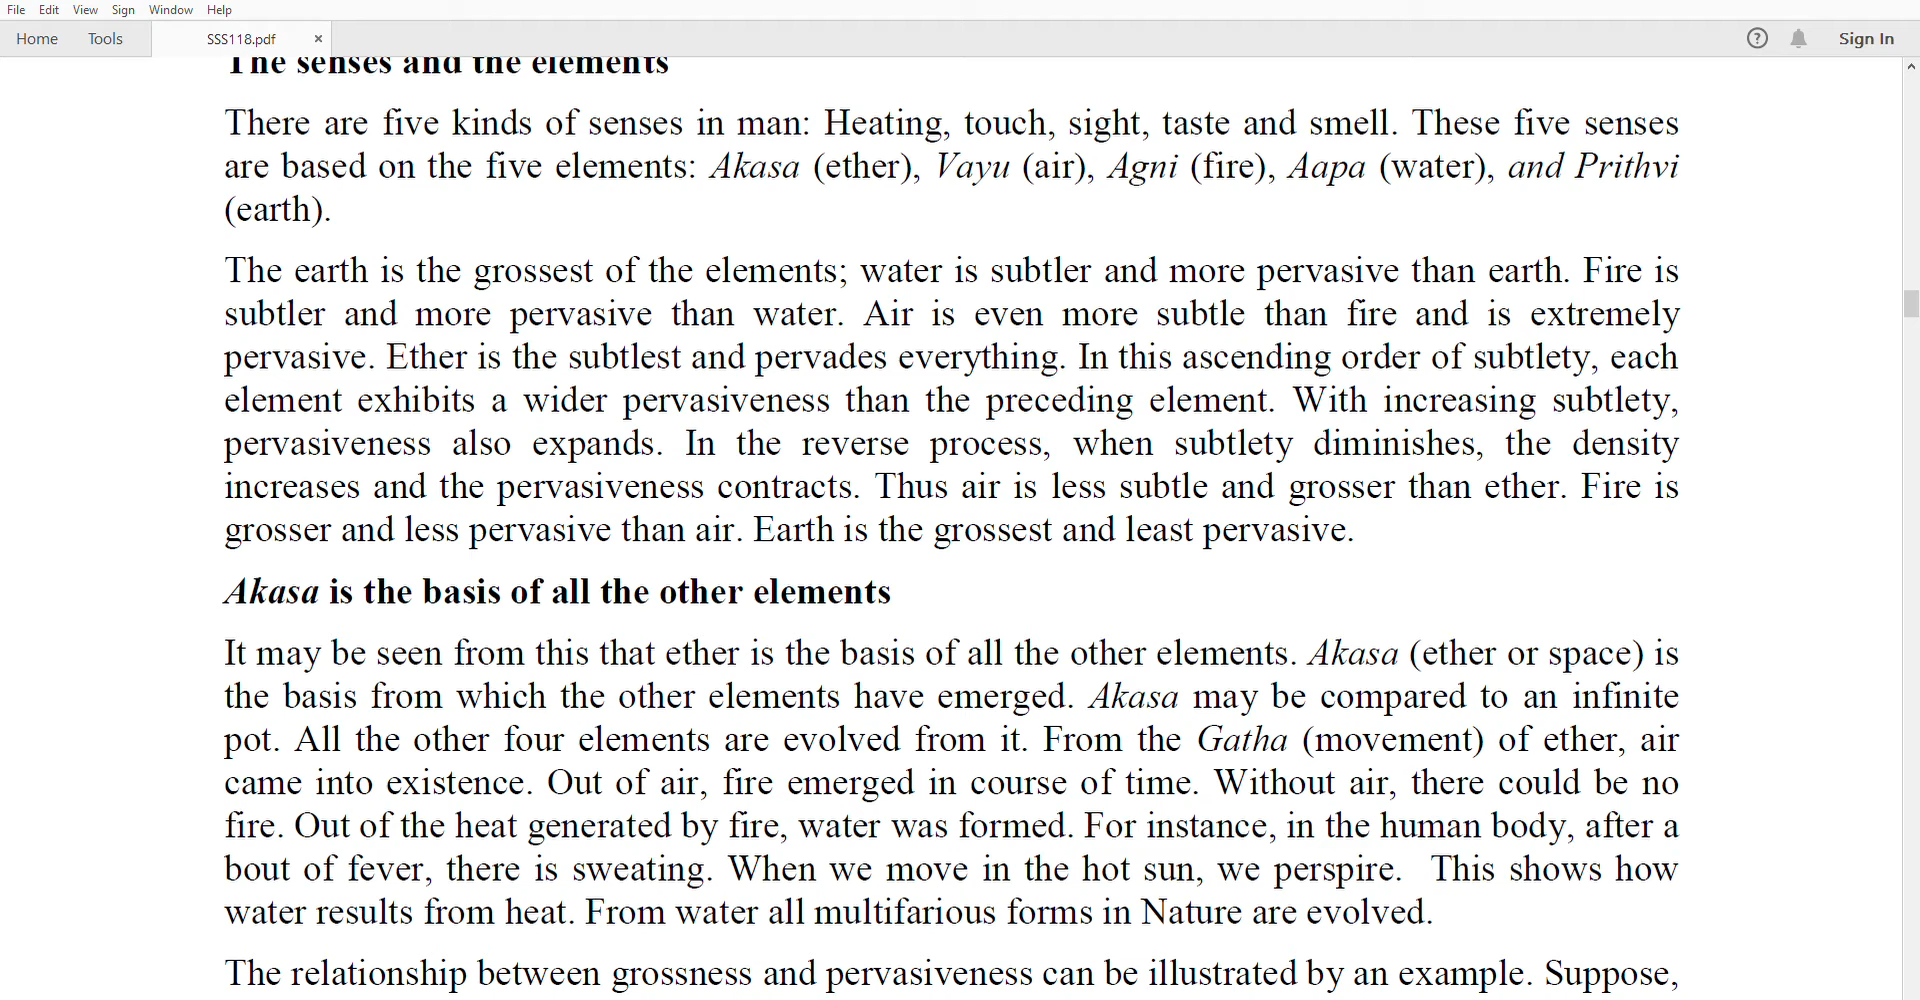 File Edit View Sign Window Help
Home Tools SSS118.pdf × ? Sign In
The senses and the elements
There are five kinds of senses in man: Heating, touch, sight, taste and smell. These five senses
are based on the five elements: Akasa (ether), Vayu (air), Agni (fire), Aapa (water), and Prithvi
(earth).
The earth is the grossest of the elements; water is subtler and more pervasive than earth. Fire is
subtler and more pervasive than water. Air is even more subtle than fire and is extremely
pervasive. Ether is the subtlest and pervades everything. In this ascending order of subtlety, each
element exhibits a wider pervasiveness than the preceding element. With increasing subtlety,
pervasiveness also expands. In the reverse process, when subtlety diminishes, the density
increases and the pervasiveness contracts. Thus air is less subtle and grosser than ether. Fire is
grosser and less pervasive than air. Earth is the grossest and least pervasive.
Akasa is the basis of all the other elements
It may be seen from this that ether is the basis of all the other elements. Akasa (ether or space) is
the basis from which the other elements have emerged. Akasa may be compared to an infinite
pot. All the other four elements are evolved from it. From the Gatha (movement) of ether, air
came into existence. Out of air, fire emerged in course of time. Without air, there could be no
fire. Out of the heat generated by fire, water was formed. For instance, in the human body, after a
bout of fever, there is sweating. When we move in the hot sun, we perspire. This shows how
water results from heat. From water all multifarious forms in Nature are evolved.
The relationship between grossness and pervasiveness can be illustrated by an example. Suppose,